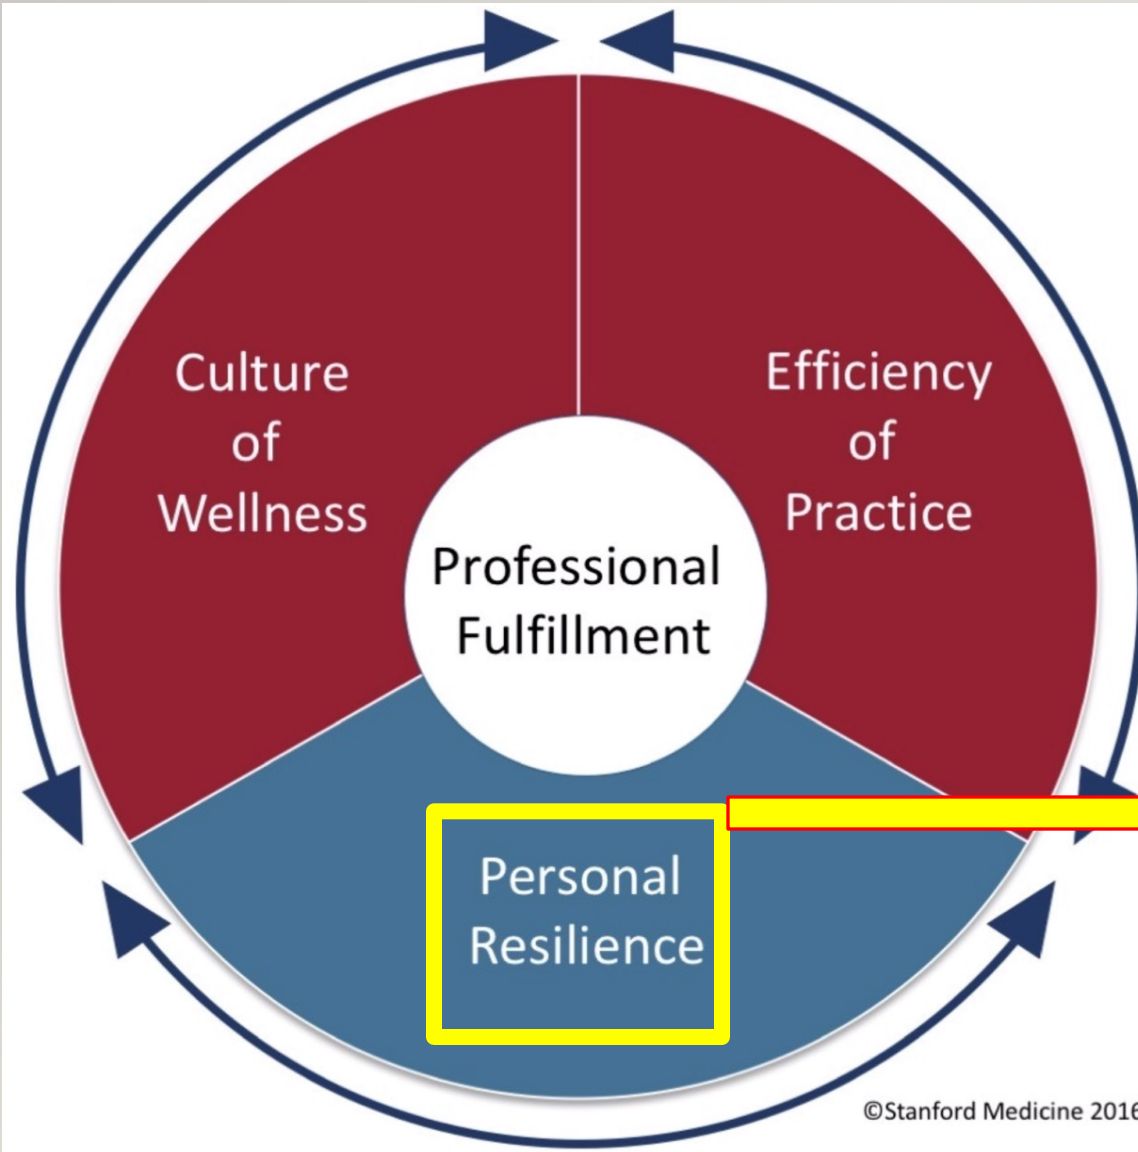 Culture
of
Wellness
Efficiency
of
Practice
Professional
Fulfillment
Personal
Resilience
©Stanford Medicine 2016